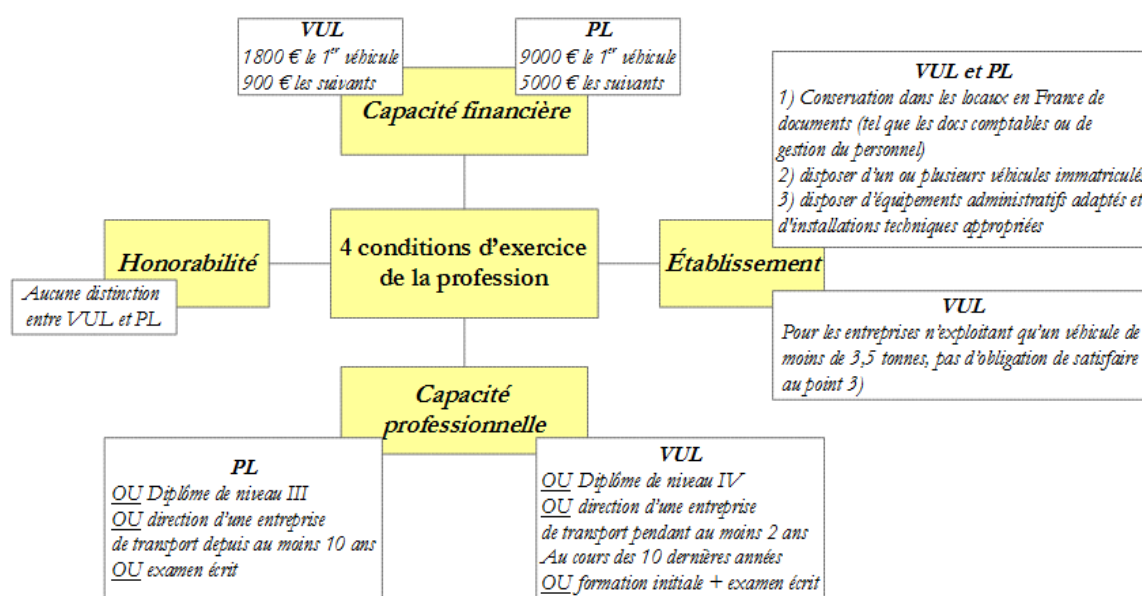 VUL
1800 € le 1er véhicule
900 € les suivants
PL
9000 € le 1er véhicule
5000 € les suivants
Capacité financière
VUL et PL
1) Conservation dans les locaux en France de
documents (tel que les docs comptables ou de
gestion du personnel)
2) disposer d'un ou plusieurs véhicules immatriculés
3) disposer d'équipements administratifs adaptés et
d'installations techniques appropriées
Honorabilité
Aucune distinction
entre VUL et PL
4 conditions d'exercice
de la profession
Établissement
VUL
Pour les entreprises n'exploitant qu'un véhicule de
moins de 3,5 tonnes, pas d'obligation de satisfaire
au point 3)
Capacité
professionnelle
PL
OU Diplôme de niveau III
OU direction d'une entreprise
de transport depuis au moins 10 ans
OU examen écrit
VUL
OU Diplôme de niveau IV
OU direction d'une entreprise
de transport pendant au moins 2 ans
Au cours des 10 dernières années
OU formation initiale + examen écrit